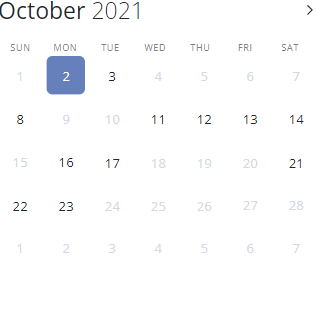 October 2021 >
SUN MON TUE WED THU FRI SAT
1 2 3 4 5 6 7
8 9 10 11 12 13 14
15 16 17 18 19 20 21
22 23 24 25 26 27 28
1 2 3 4 5 6 7